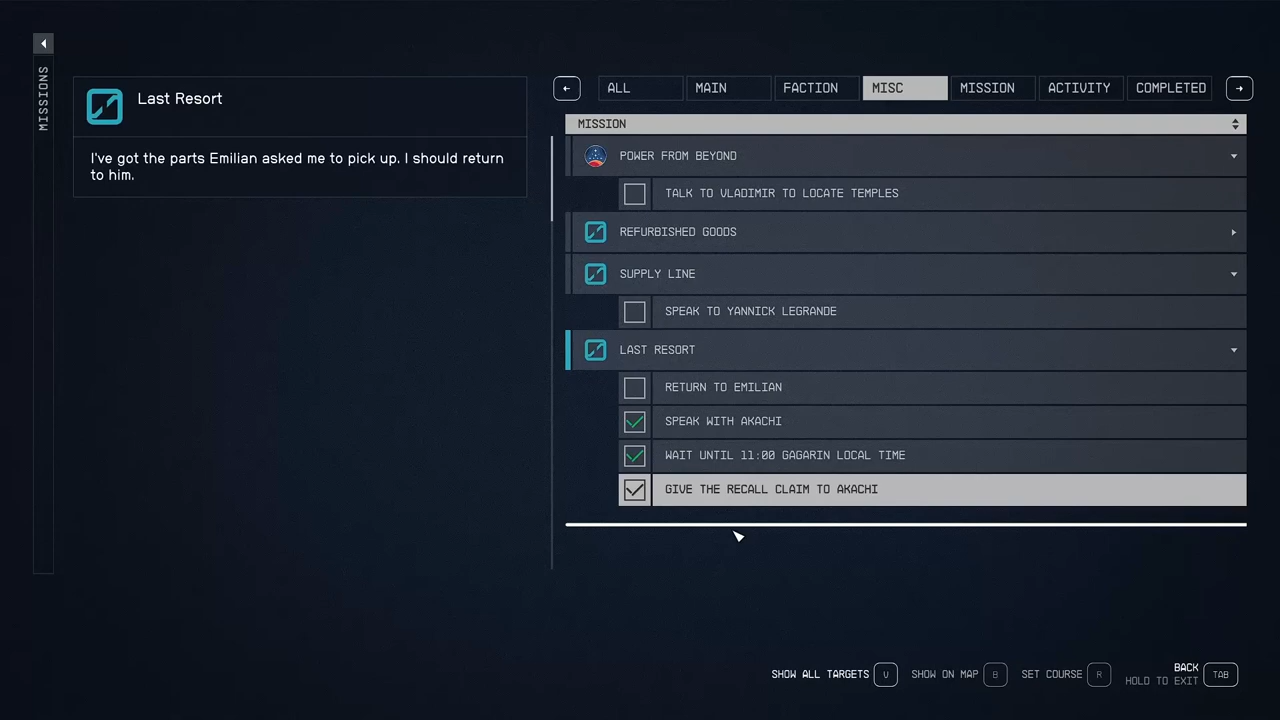 MISSIONS
Last Resort
I've got the parts Emilian asked me to pick up. I should return
to him.
ALL
MAIN
FACTION
MISC
MISSION
ACTIVITY
COMPLETED
MISSION
POWER FROM BEYOND
TALK TO VLADIMIR TO LOCATE TEMPLES
REFURBISHED GOODS
SUPPLY LINE
SPEAK TO YANNICK LEGRANDE
LAST RESORT
RETURN TO EMILIAN
SPEAK WITH AKACHI
WAIT UNTIL 11:00 GAGARIN LOCAL TIME
GIVE THE RECALL CLAIM TO AKACHI
SHOW ALL TARGETS V
SHOW ON MAP B
SET COURSE R
BACK
HOLD TO EXIT
TAB